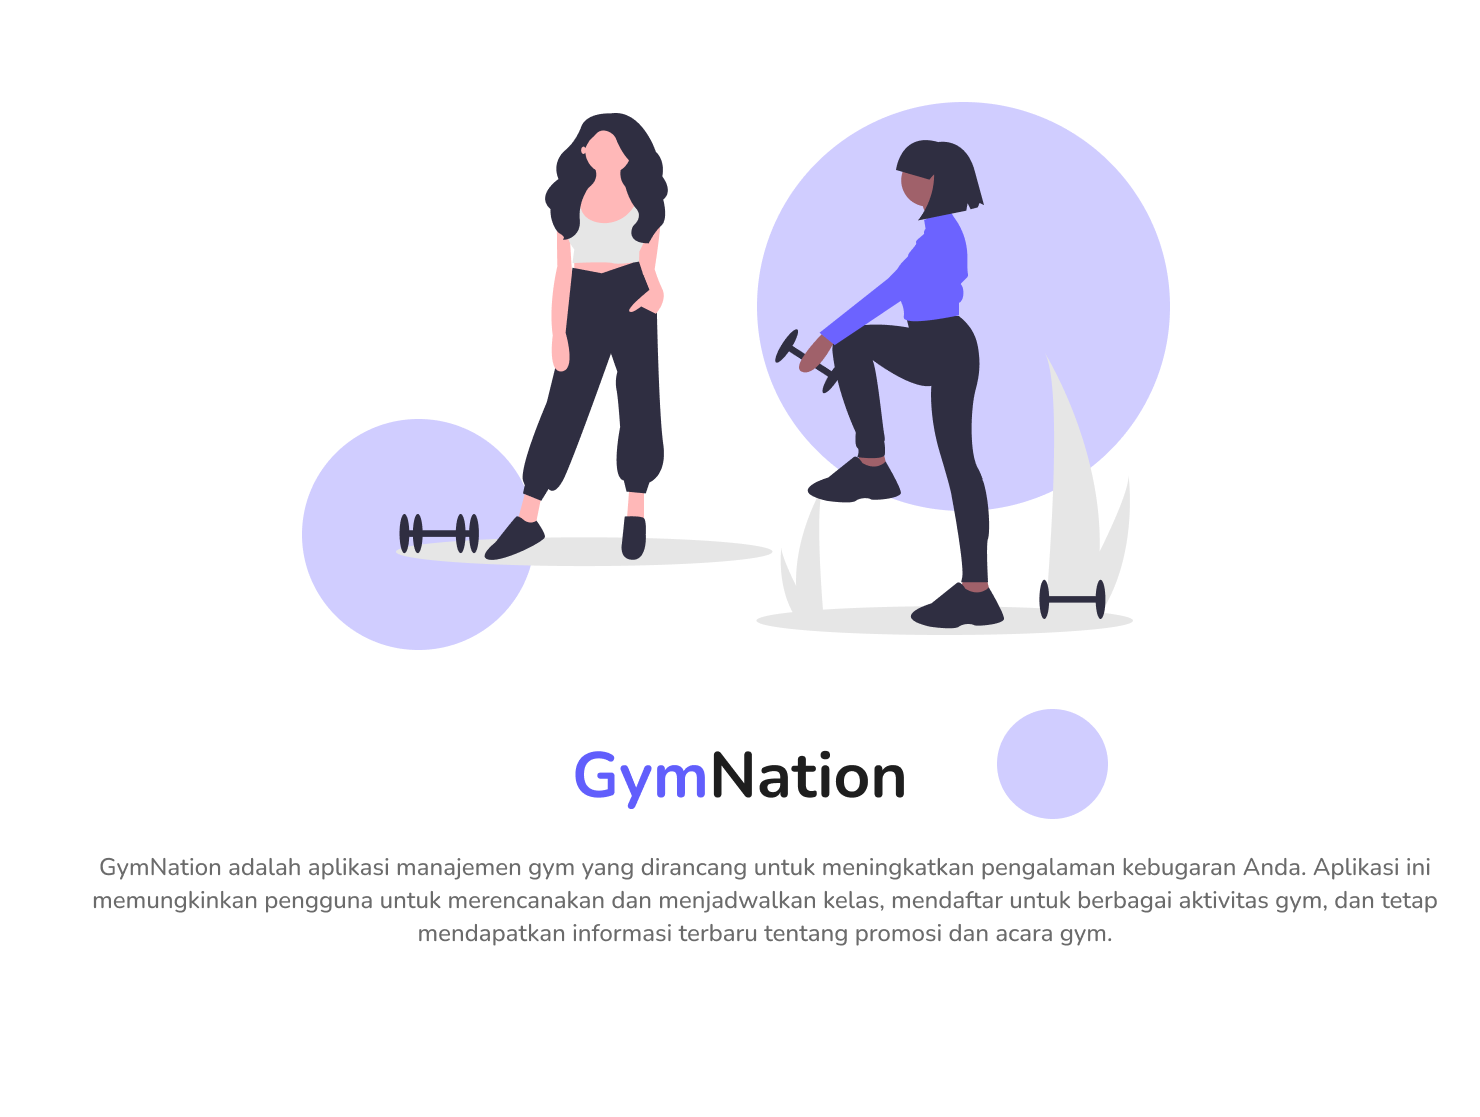 GymNation
GymNation adalah aplikasi manajemen gym yang dirancang untuk meningkatkan pengalaman kebugaran Anda. Aplikasi ini
memungkinkan pengguna untuk merencanakan dan menjadwalkan kelas, mendaftar untuk berbagai aktivitas gym, dan tetap
mendapatkan informasi terbaru tentang promosi dan acara gym.